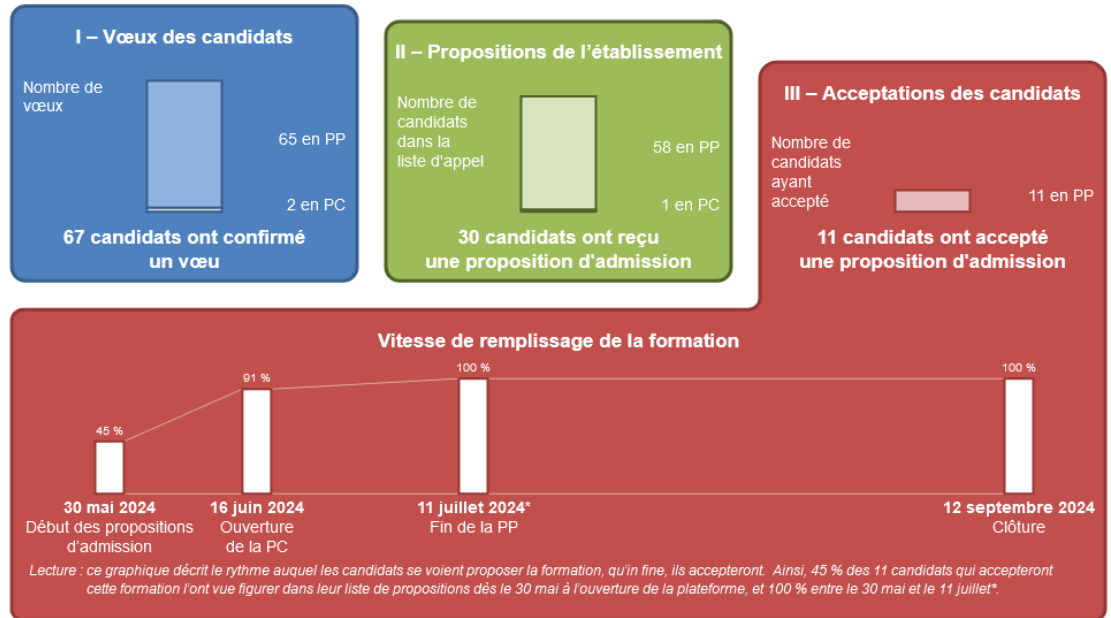 I – Vœux des candidats
Nombre de
vœux
65 en PP
2 en PC
67 candidats ont confirmé
un vœu
II – Propositions de l'établissement
Nombre de
candidats
dans la
liste d'appel
58 en PP
1 en PC
30 candidats ont reçu
une proposition d'admission
III – Acceptations des candidats
Nombre de
candidats
ayant
accepté
11 en PP
11 candidats ont accepté
une proposition d'admission
Vitesse de remplissage de la formation
45 %
91 %
100 %
100 %
30 mai 2024
Début des propositions
d'admission
16 juin 2024
Ouverture
de la PC
11 juillet 2024*
Fin de la PP
12 septembre 2024
Clôture
Lecture : ce graphique décrit le rythme auquel les candidats se voient proposer la formation, qu'in fine, ils accepteront. Ainsi, 45 % des 11 candidats qui accepteront
cette formation l'ont vue figurer dans leur liste de propositions dès le 30 mai à l'ouverture de la plateforme, et 100 % entre le 30 mai et le 11 juillet*.